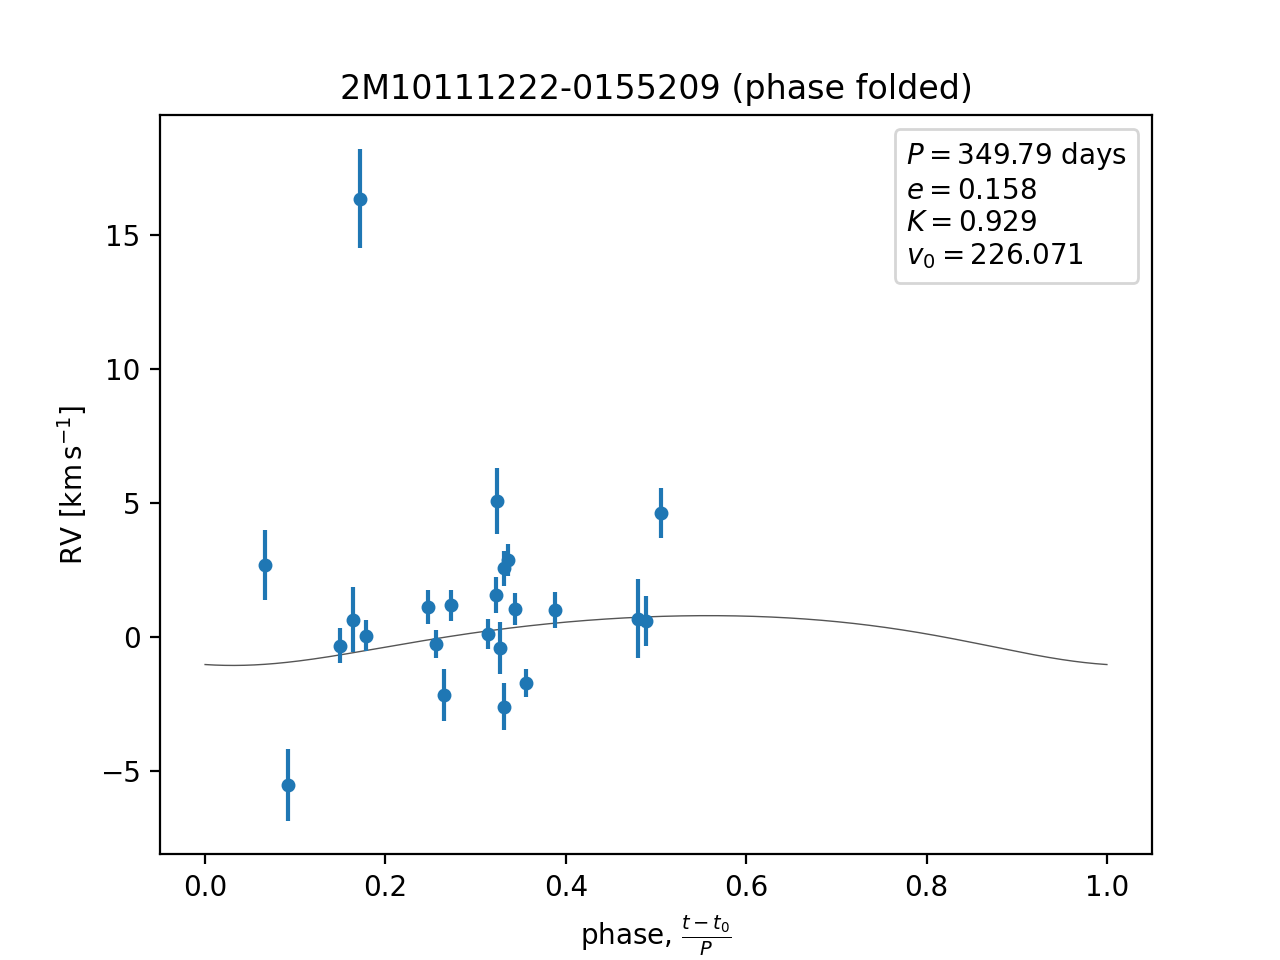 2M10111222-0155209 (phase folded)
P = 349.79 days
e = 0.158
K = 0.929
v₀ = 226.071
RV [km s⁻¹]
15
10
5
0
−5
0.0 0.2 0.4 0.6 0.8 1.0
phase, (t − t₀)/P